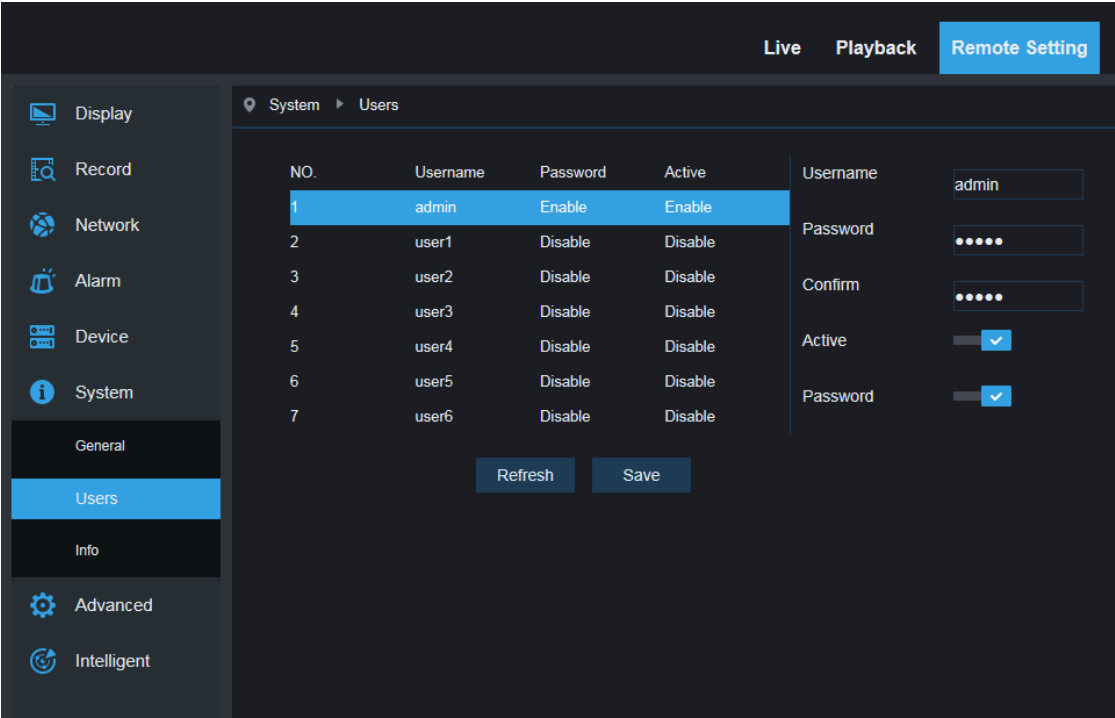 Live Playback Remote Setting
Display
Record
Network
Alarm
Device
System
General
Users
Info
Advanced
Intelligent
System Users
NO. Username Password Active
1 admin Enable Enable
2 user1 Disable Disable
3 user2 Disable Disable
4 user3 Disable Disable
5 user4 Disable Disable
6 user5 Disable Disable
7 user6 Disable Disable
Username admin
Password •••••
Confirm •••••
Active
Password
Refresh Save